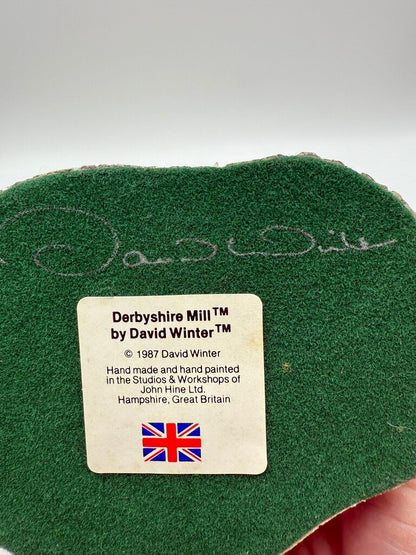 David Winter
Derbyshire Mill™
by David Winter™
© 1987 David Winter
Hand made and hand painted
in the Studios & Workshops of
John Hine Ltd.
Hampshire, Great Britain